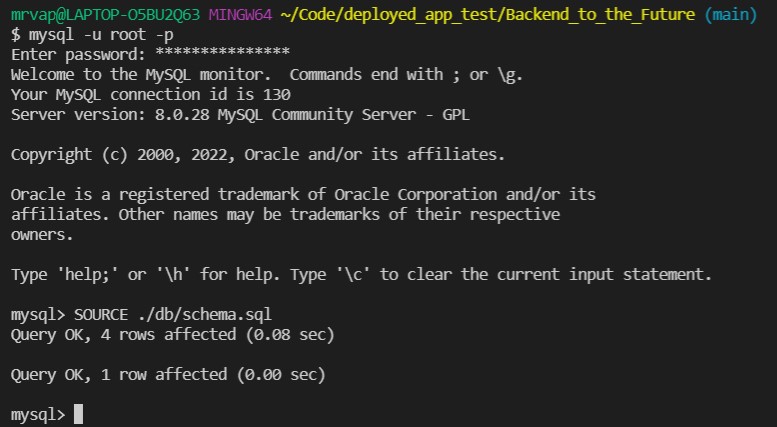 mrvap@LAPTOP-O5BU2Q63 MINGW64 ~/Code/deployed_app_test/Backend_to_the_Future (main)
$ mysql -u root -p
Enter password: ***************
Welcome to the MySQL monitor.  Commands end with ; or \g.
Your MySQL connection id is 130
Server version: 8.0.28 MySQL Community Server - GPL
Copyright (c) 2000, 2022, Oracle and/or its affiliates.
Oracle is a registered trademark of Oracle Corporation and/or its
affiliates. Other names may be trademarks of their respective
owners.
Type 'help;' or '\h' for help. Type '\c' to clear the current input statement.
mysql> SOURCE ./db/schema.sql
Query OK, 4 rows affected (0.08 sec)
Query OK, 1 row affected (0.00 sec)
mysql>